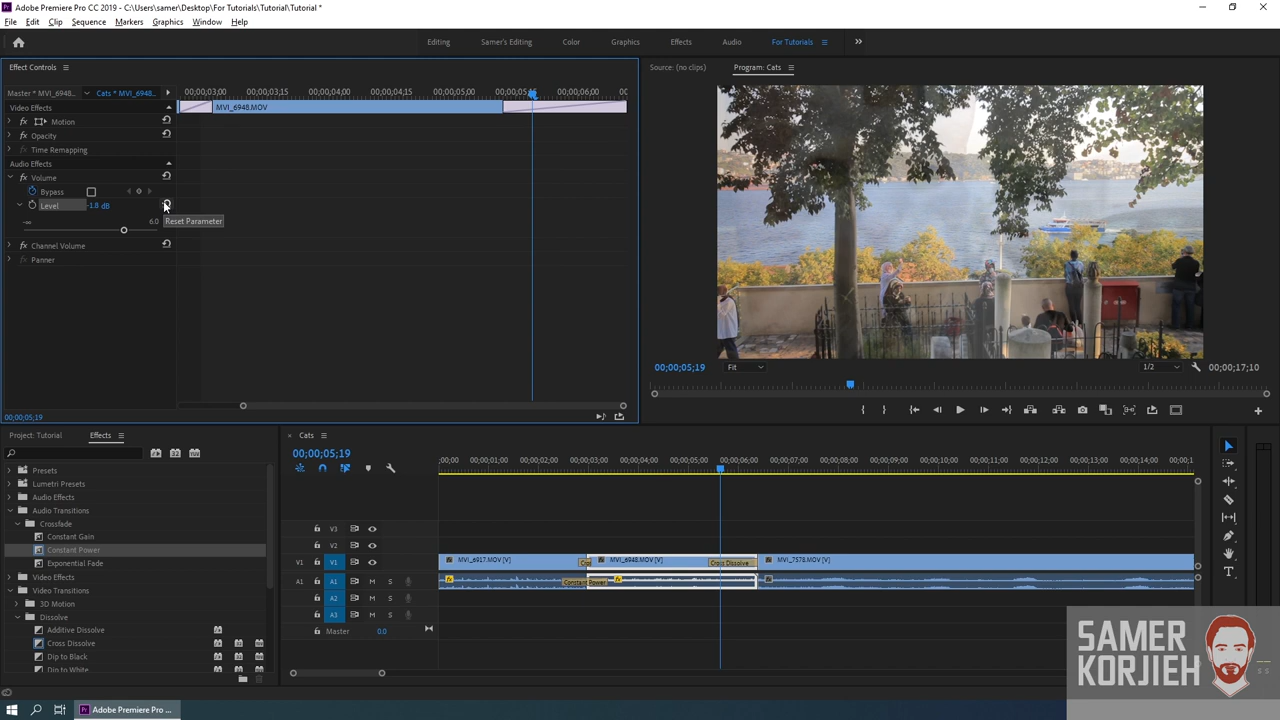 Adobe Premiere Pro CC 2019 - C:\Users\samer\Desktop\For Tutorials\Tutorial\Tutorial *
File Edit Clip Sequence Markers Graphics Window Help
Editing Samer's Editing Color Graphics Effects Audio For Tutorials
Effect Controls
Source: (no clips) Program: Cats
Master * MVI_6948... Cats * MVI_6948...
00;00;03;00 00;00;03;15 00;00;04;00 00;00;04;15 00;00;05;00 00;00;06;00
Video Effects MVI_6948.MOV
fx Motion
fx Opacity
Time Remapping
Audio Effects
fx Volume
Bypass
Level -1.8 dB
-∞ 6.0
Reset Parameter
fx Channel Volume
fx Panner
00;00;05;19
00;00;05;19 Fit 1/2 00;00;17;10
Project: Tutorial Effects
Presets
Lumetri Presets
Audio Effects
Audio Transitions
Crossfade
Constant Gain
Constant Power
Exponential Fade
Video Effects
Video Transitions
3D Motion
Dissolve
Additive Dissolve
Cross Dissolve
Dip to Black
Dip to White
× Cats
00;00;05;19
;00;00 00;00;01;00 00;00;02;00 00;00;03;00 00;00;04;00 00;00;05;00 00;00;06;00 00;00;07;00 00;00;08;00 00;00;09;00 00;00;10;00 00;00;11;00 00;00;12;00 00;00;13;00 00;00;14;00
V3
V2
V1 V1 MVI_6917.MOV [V] MVI_6948.MOV [V] Cross Dissolve MVI_7578.MOV [V]
A1 A1 M S Constant Power
A2 M S
A3 M S
Master 0.0
SAMER
KORJIEH
S S
Adobe Premiere Pro ...